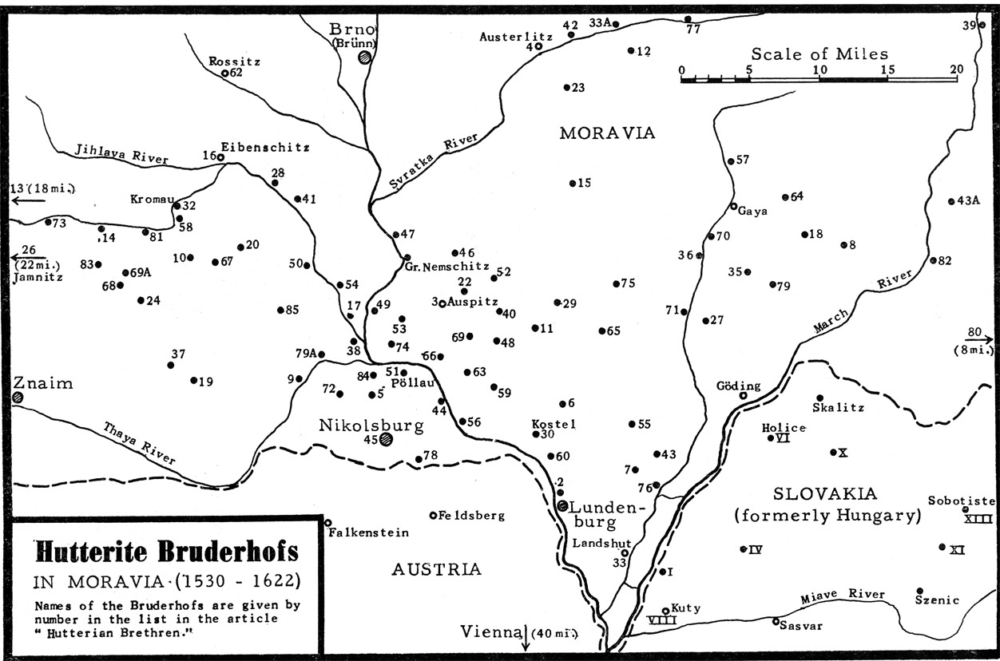 Brno
(Brünn)
Austerlitz
4
42
33A
77
39
12
Scale of Miles
0 5 10 15 20
Rossitz
62
23
MORAVIA
Jihlaya River
16 Eibenschitz
Svratka River
57
28
15
13 (18 mi.)
Kromau
32
41
64
43A
Gaya
73
14
81
58
47
70
18
8
26
(22mi.)
Jamnitz
20
10
67
46
Gr. Nemschitz
36
83
69A
68
50
52
35
79
82
54
22
75
River
24
3 Auspitz
29
85
17
49
40
71
27
March
53
11
65
80
(8mi.)
69
48
38
74
37
79A
66
Znaim
19
9
84
51
Pöllau
63
Göding
72
5
59
44
6
Skalitz
Nikolsburg
45
56
Kostel
30
55
Holice
VI
Thaya River
78
60
43
X
7
76
2
SLOVAKIA
(formerly Hungary)
Sobotiste
XIII
Lunden-
burg
Feldsberg
Falkenstein
Landshut
33
IV
XI
Hutterite Bruderhofs
IN MORAVIA·(1530 - 1622)
Names of the Bruderhofs are given by
number in the list in the article
" Hutterian Brethren."
AUSTRIA
I
Miave River
Szenic
Kuty
VIII
Sasvar
Vienna (40 mi.)